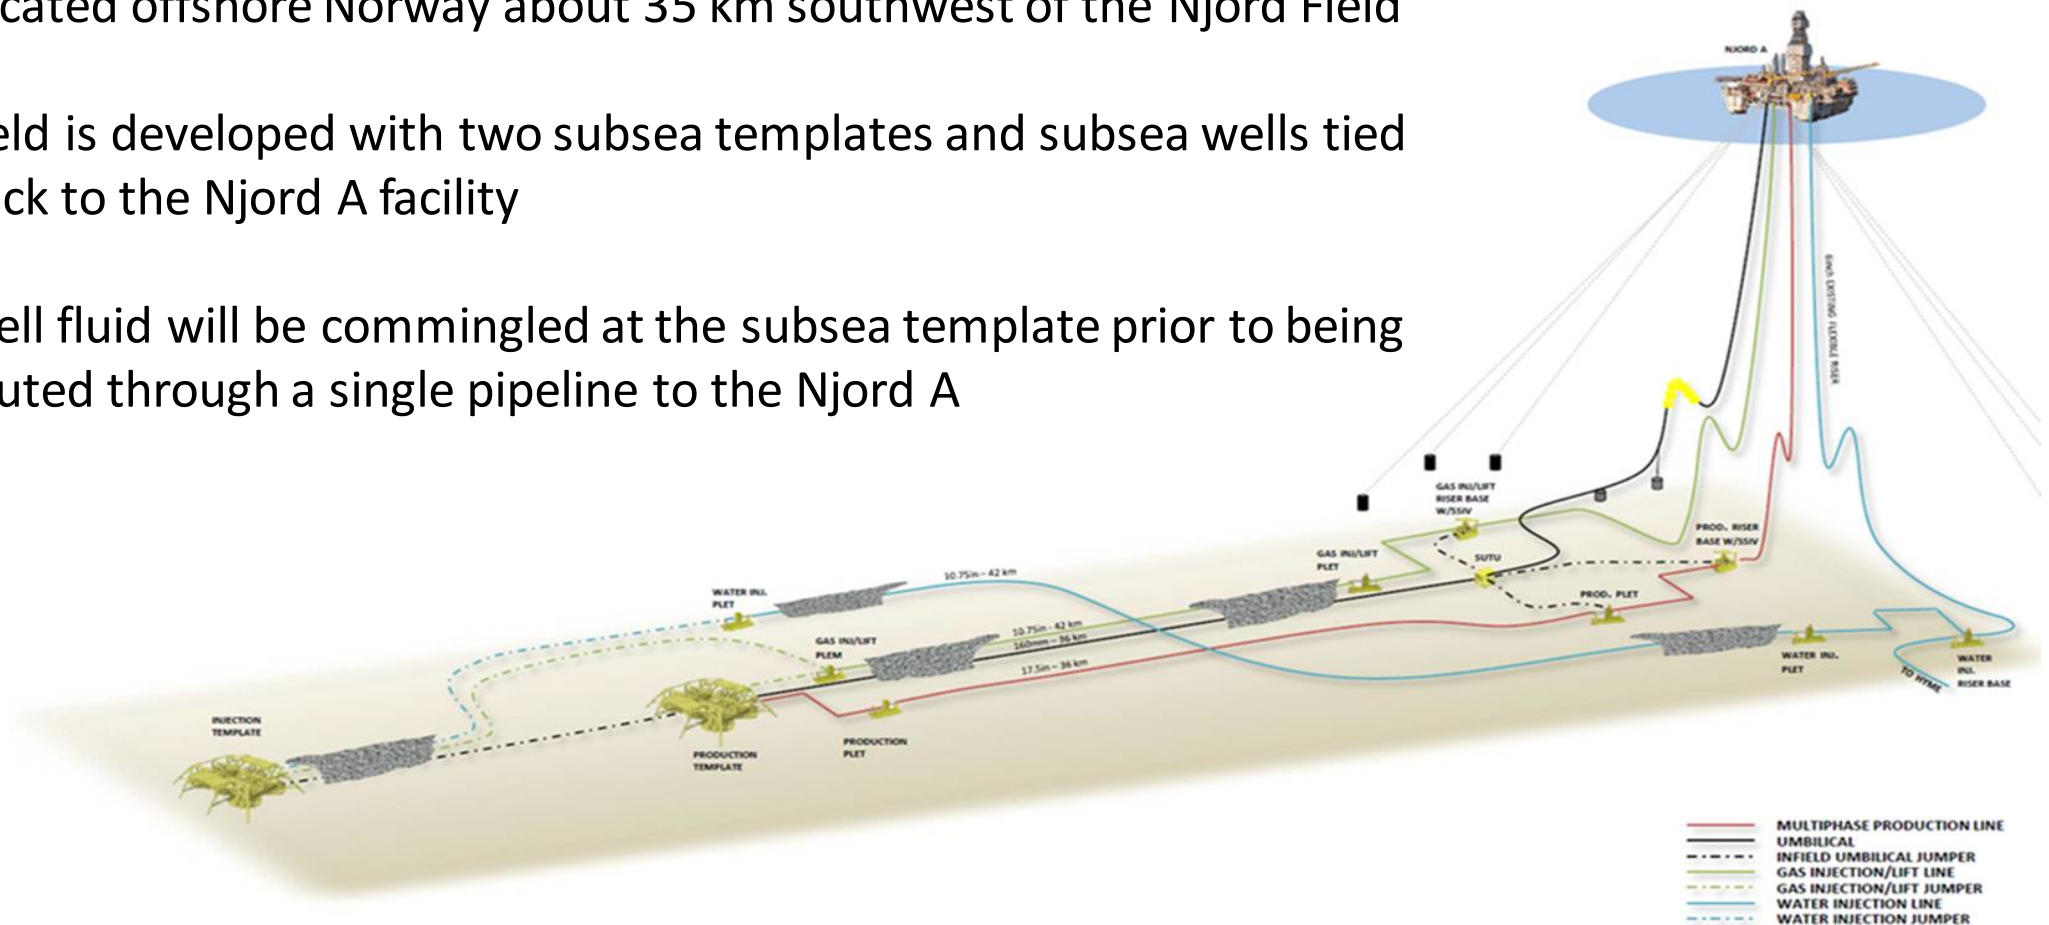 cated offshore Norway about 35 km southwest of the Njord Field
eld is developed with two subsea templates and subsea wells tied
ck to the Njord A facility
ell fluid will be commingled at the subsea template prior to being
uted through a single pipeline to the Njord A
NJORD A
6inch EXISTING FLEXIBLE RISER
GAS INJ/LIFT
RISER BASE
W/SSIV
PROD. RISER
BASE W/SSIV
GAS INJ/LIFT
PLET
SUTU
PROD. PLET
10.75in - 42 km
WATER INJ.
PLET
10.75in - 42 km
160mm - 36 km
17.5in - 36 km
GAS INJ/LIFT
PLEM
WATER INJ.
PLET
WATER
INJ.
RISER BASE
TO HYME
INJECTION
TEMPLATE
PRODUCTION
TEMPLATE
PRODUCTION
PLET
MULTIPHASE PRODUCTION LINE
UMBILICAL
INFIELD UMBILICAL JUMPER
GAS INJECTION/LIFT LINE
GAS INJECTION/LIFT JUMPER
WATER INJECTION LINE
WATER INJECTION JUMPER